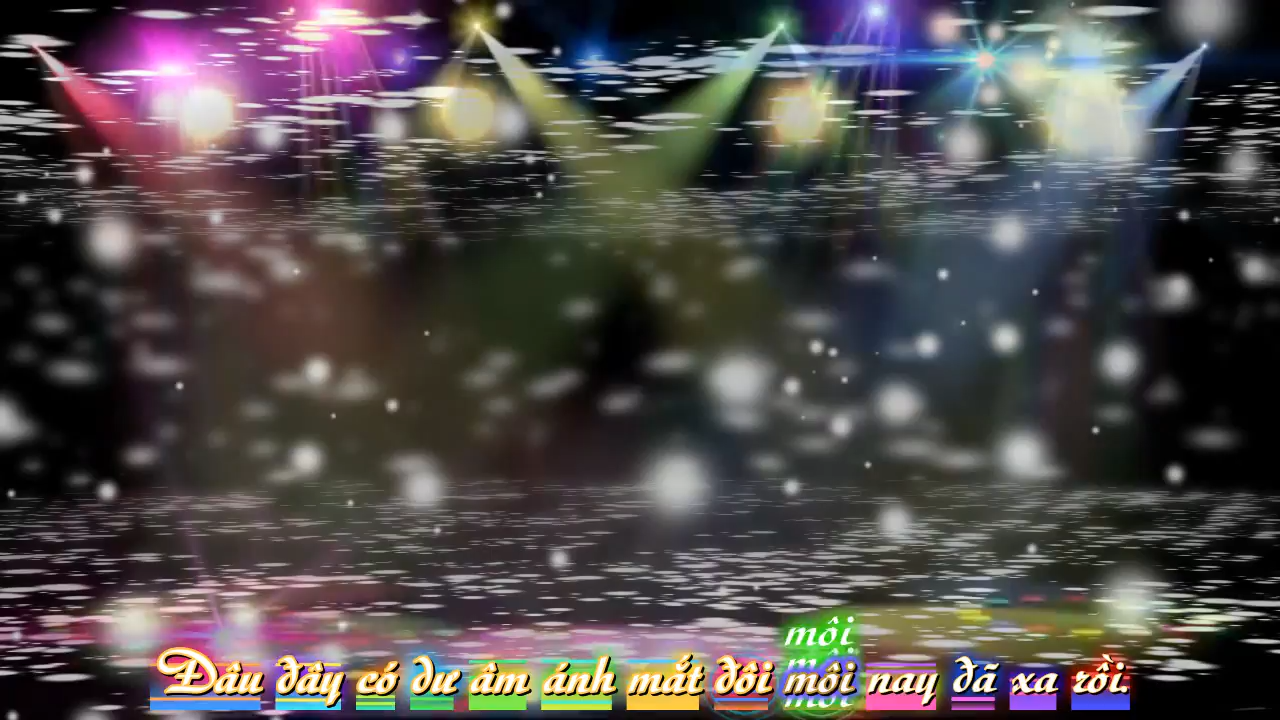 môi
Đâu đây có dư âm ánh mắt đôi môi nay đã xa rồi.